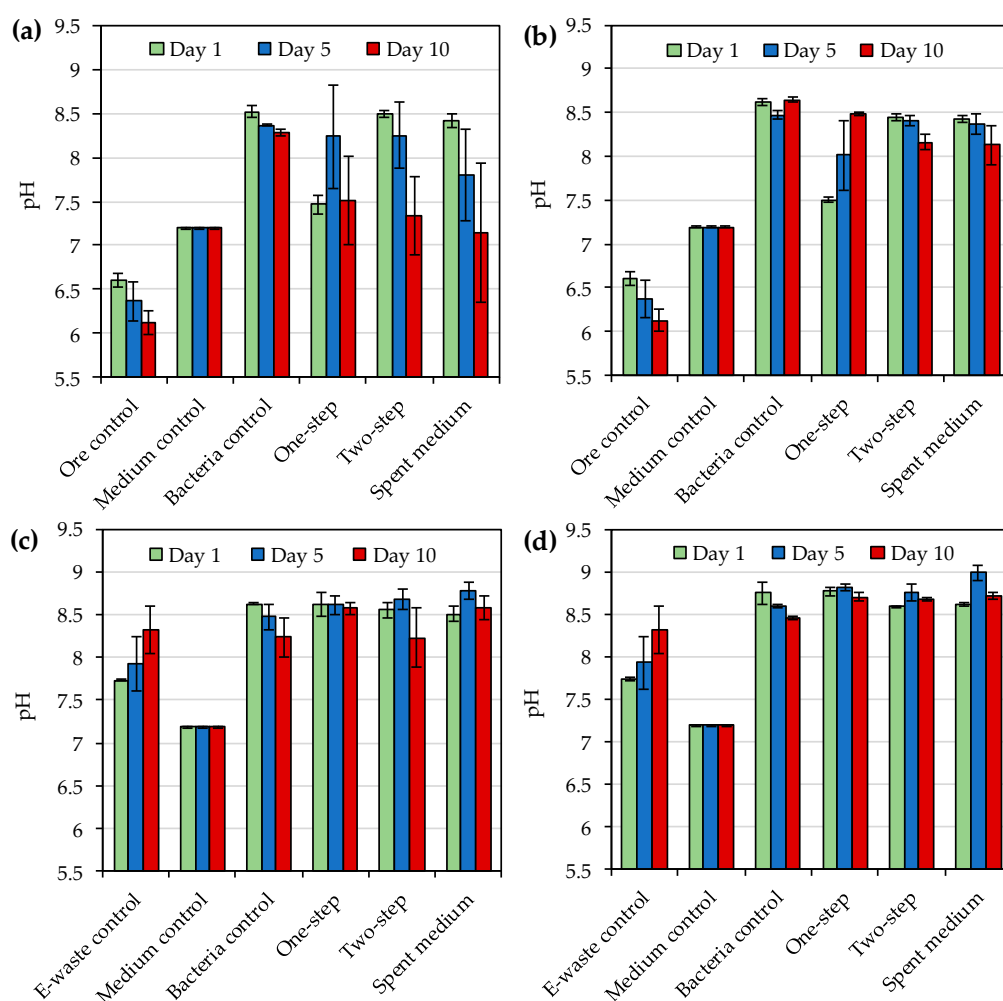 (a)
Day 1 Day 5 Day 10
9.5
9
8.5
8
7.5
7
6.5
6
5.5
pH
Ore control
Medium control
Bacteria control
One-step
Two-step
Spent medium
(b)
Day 1 Day 5 Day 10
9.5
9
8.5
8
7.5
7
6.5
6
5.5
pH
Ore control
Medium control
Bacteria control
One-step
Two-step
Spent medium
(c)
Day 1 Day 5 Day 10
9.5
9
8.5
8
7.5
7
6.5
6
5.5
pH
E-waste control
Medium control
Bacteria control
One-step
Two-step
Spent medium
(d)
Day 1 Day 5 Day 10
9.5
9
8.5
8
7.5
7
6.5
6
5.5
pH
E-waste control
Medium control
Bacteria control
One-step
Two-step
Spent medium